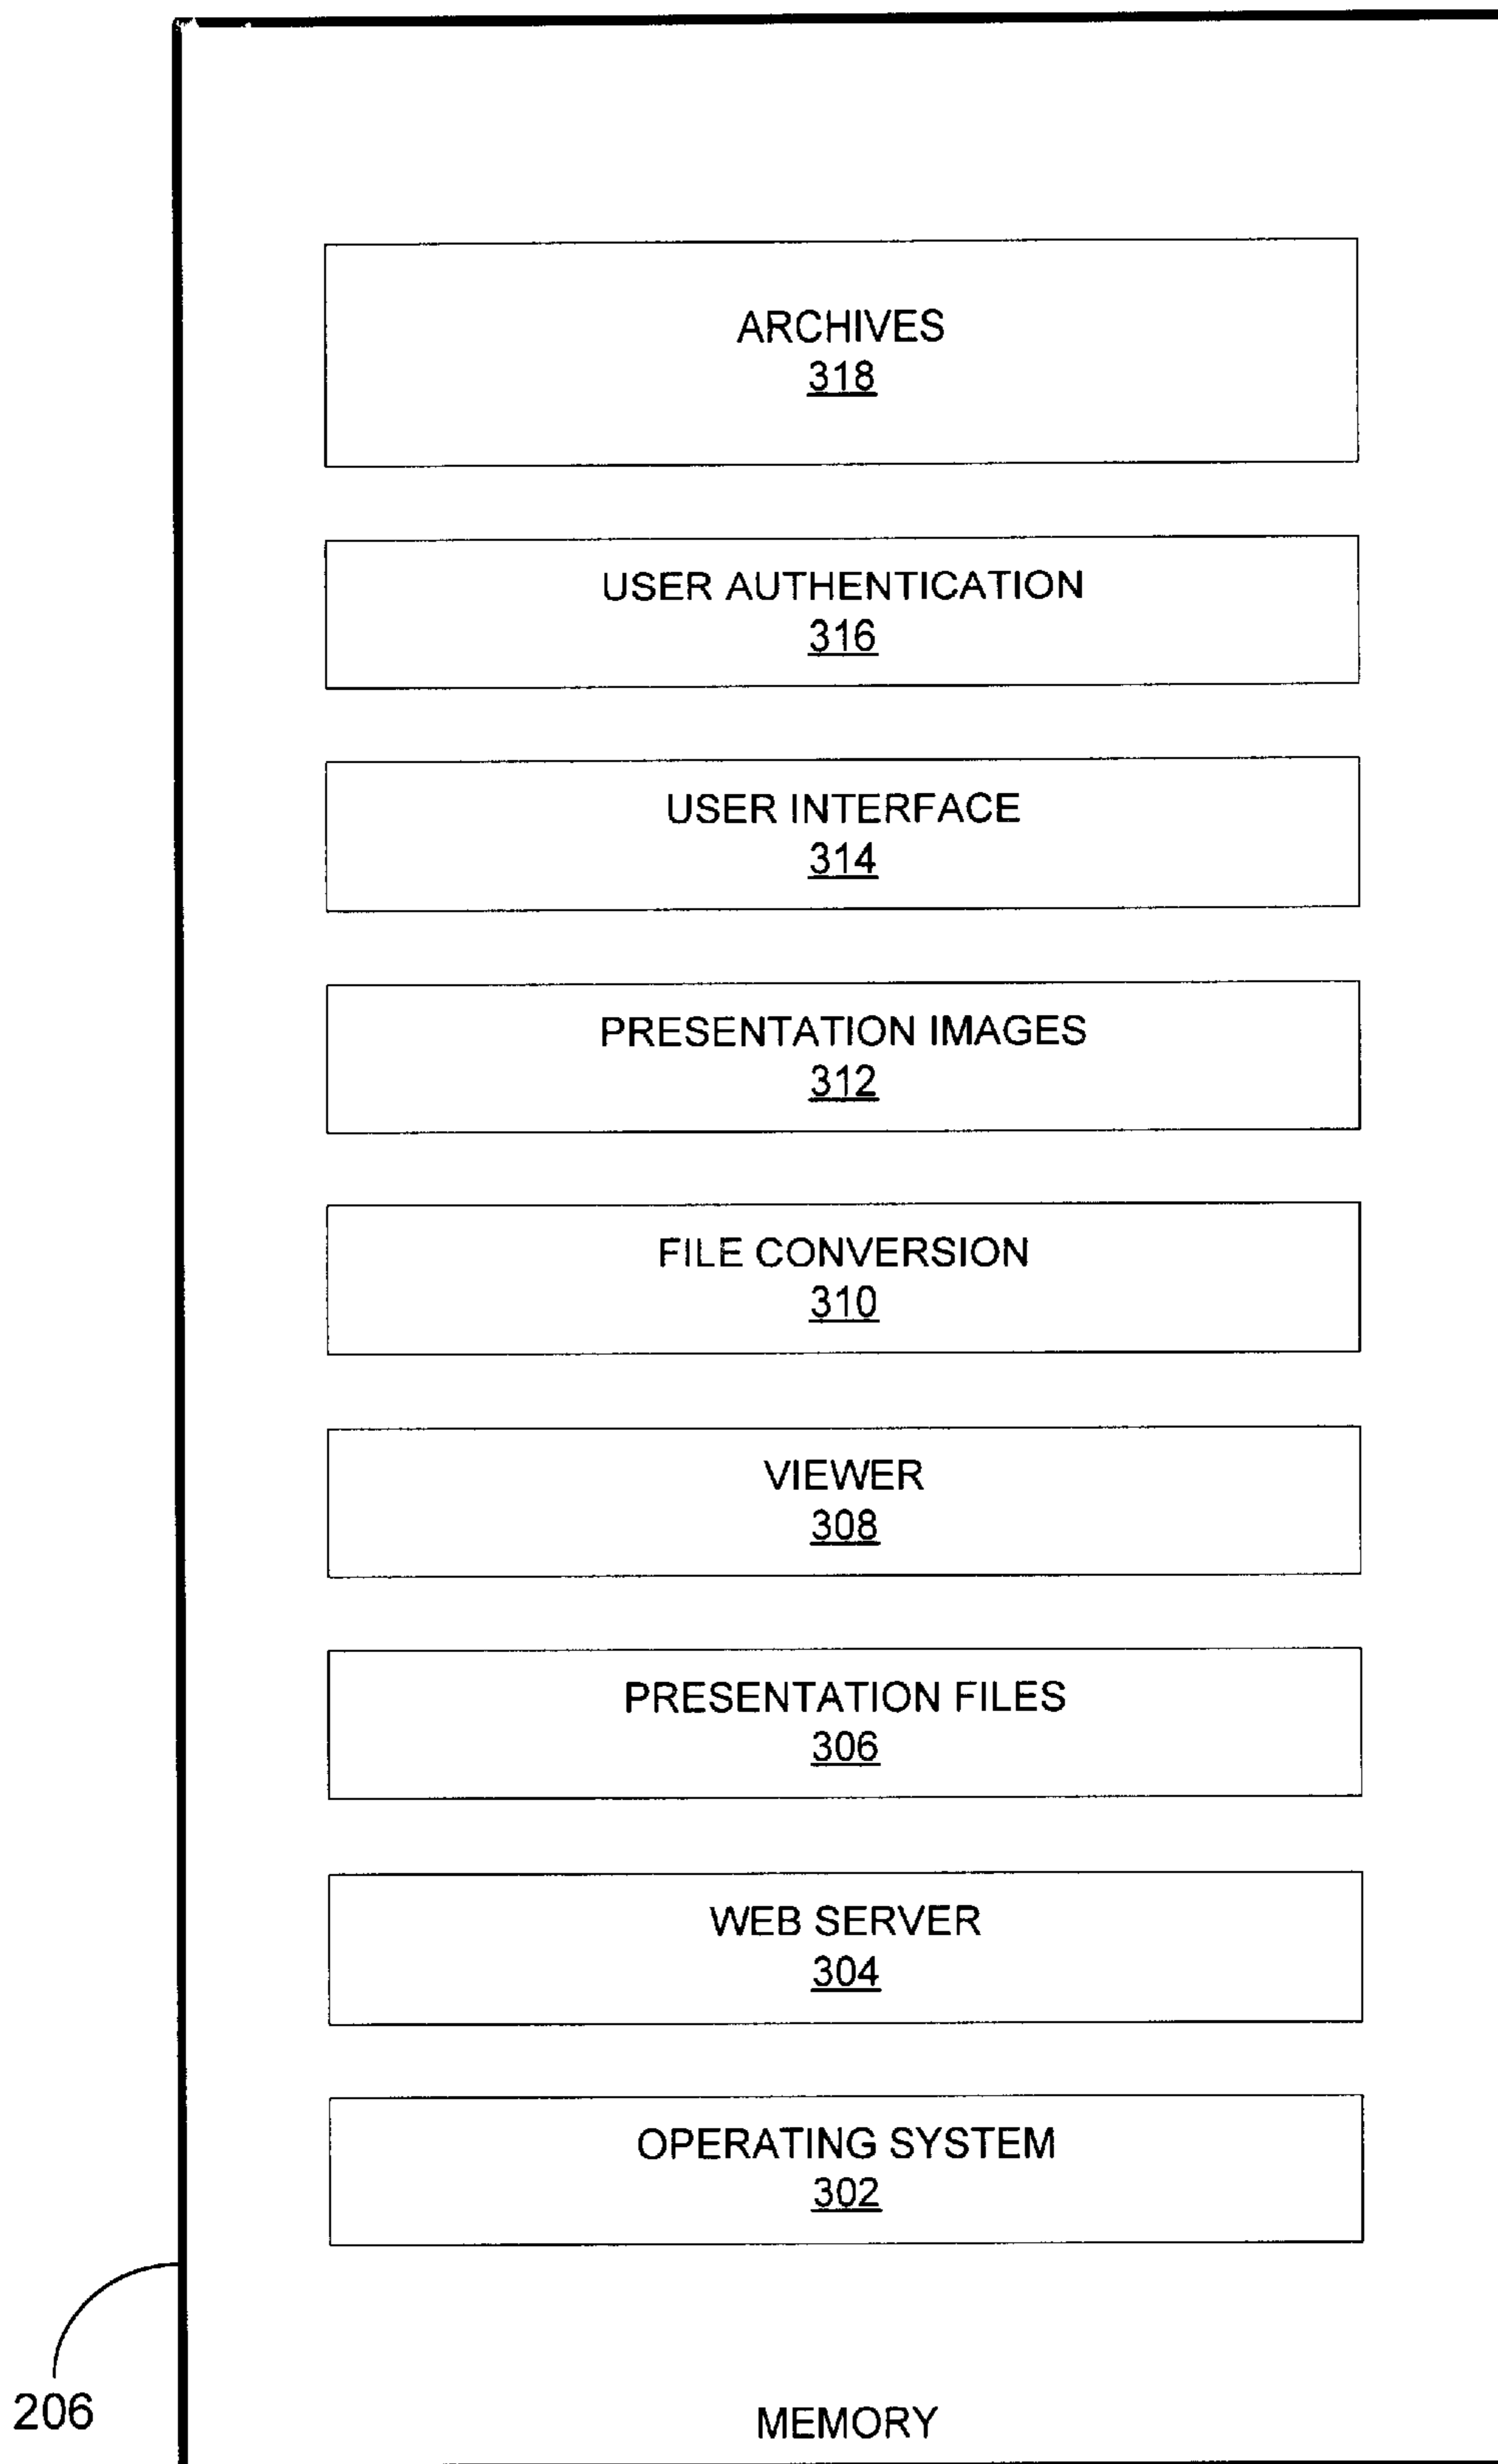 ARCHIVES
318
USER AUTHENTICATION
316
USER INTERFACE
314
PRESENTATION IMAGES
312
FILE CONVERSION
310
VIEWER
308
PRESENTATION FILES
306
WEB SERVER
304
OPERATING SYSTEM
302
206
MEMORY